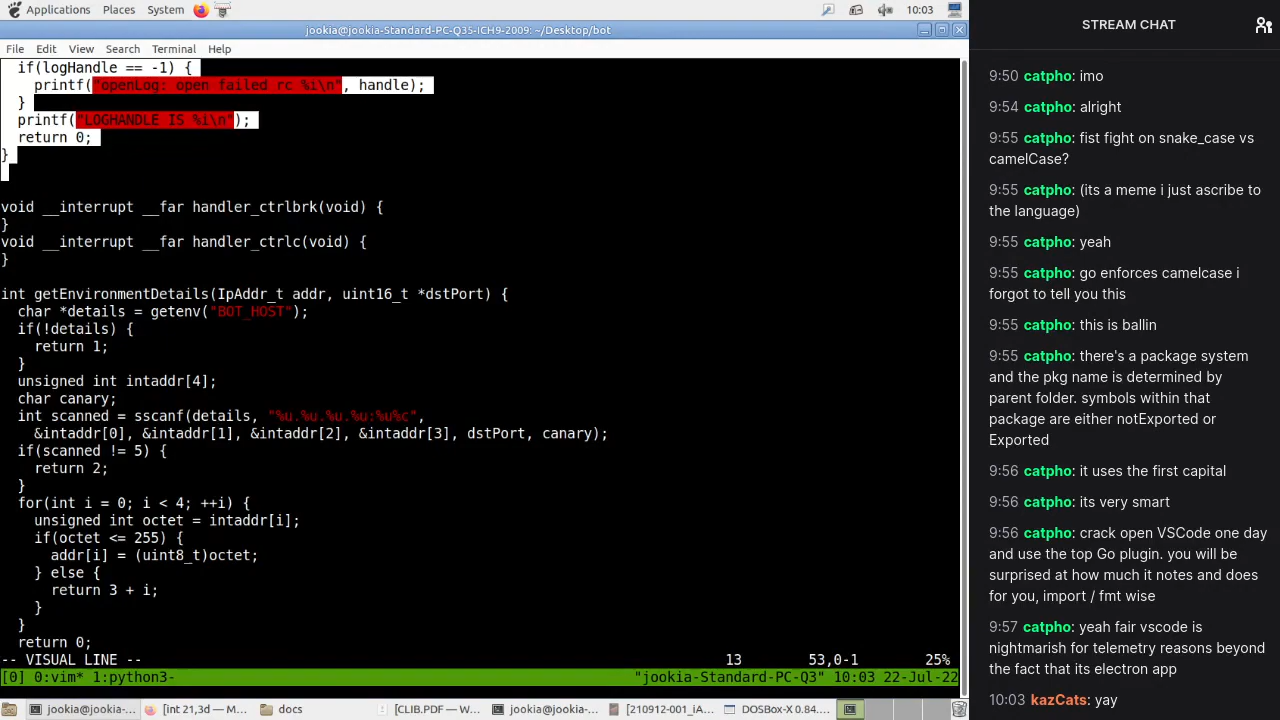 Applications Places System 10:03
jookia@jookia-Standard-PC-Q35-ICH9-2009: ~/Desktop/bot
File Edit View Search Terminal Help
if(logHandle == -1) {
printf("openLog: open failed rc %i\n", handle);
}
printf("LOGHANDLE IS %i\n");
return 0;
}
void __interrupt __far handler_ctrlbrk(void) {
}
void __interrupt __far handler_ctrlc(void) {
}
int getEnvironmentDetails(IpAddr_t addr, uint16_t *dstPort) {
char *details = getenv("BOT_HOST");
if(!details) {
return 1;
}
unsigned int intaddr[4];
char canary;
int scanned = sscanf(details, "%u.%u.%u.%u:%u%c",
&intaddr[0], &intaddr[1], &intaddr[2], &intaddr[3], dstPort, canary);
if(scanned != 5) {
return 2;
}
for(int i = 0; i < 4; ++i) {
unsigned int octet = intaddr[i];
if(octet <= 255) {
addr[i] = (uint8_t)octet;
} else {
return 3 + i;
}
}
return 0;
-- VISUAL LINE -- 13 53,0-1 25%
[0] 0:vim* 1:python3- "jookia-Standard-PC-Q3" 10:03 22-Jul-22
jookia@jookia-... [int 21,3d — M... docs [CLIB.PDF — W... jookia@jookia-... [210912-001_iA... DOSBox-X 0.84....
STREAM CHAT
9:50 catpho: imo
9:54 catpho: alright
9:55 catpho: fist fight on snake_case vs
camelCase?
9:55 catpho: (its a meme i just ascribe to
the language)
9:55 catpho: yeah
9:55 catpho: go enforces camelcase i
forgot to tell you this
9:55 catpho: this is ballin
9:55 catpho: there's a package system
and the pkg name is determined by
parent folder. symbols within that
package are either notExported or
Exported
9:56 catpho: it uses the first capital
9:56 catpho: its very smart
9:56 catpho: crack open VSCode one day
and use the top Go plugin. you will be
surprised at how much it notes and does
for you, import / fmt wise
9:57 catpho: yeah fair vscode is
nightmarish for telemetry reasons beyond
the fact that its electron app
10:03 kazCats: yay